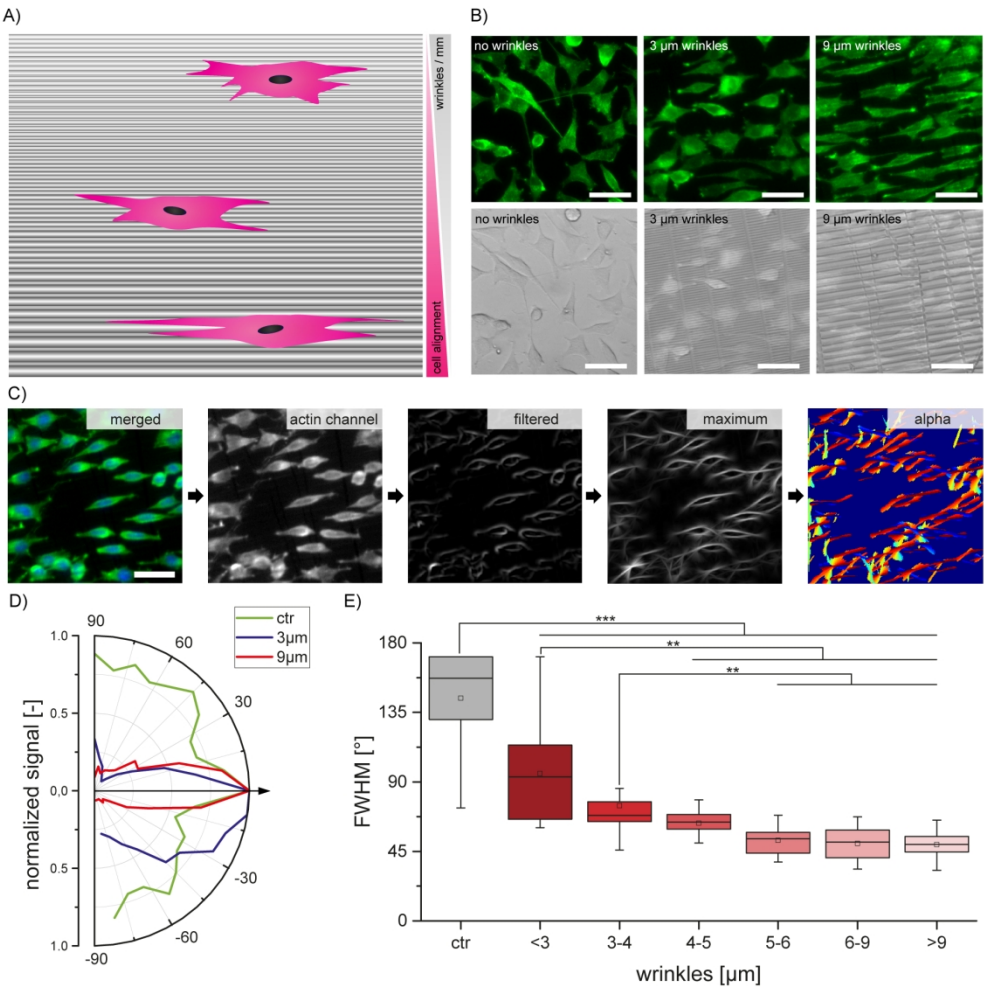 A)
wrinkles / mm
cell alignment
B)
no wrinkles
3 µm wrinkles
9 µm wrinkles
no wrinkles
3 µm wrinkles
9 µm wrinkles
C)
merged
actin channel
filtered
maximum
alpha
D)
normalized signal [-]
1.0
0.5
0,0
0.5
1.0
90
60
30
-30
-60
-90
ctr
3µm
9µm
E)
FWHM [°]
180
135
90
45
0
***
**
**
ctr
<3
3-4
4-5
5-6
6-9
>9
wrinkles [µm]